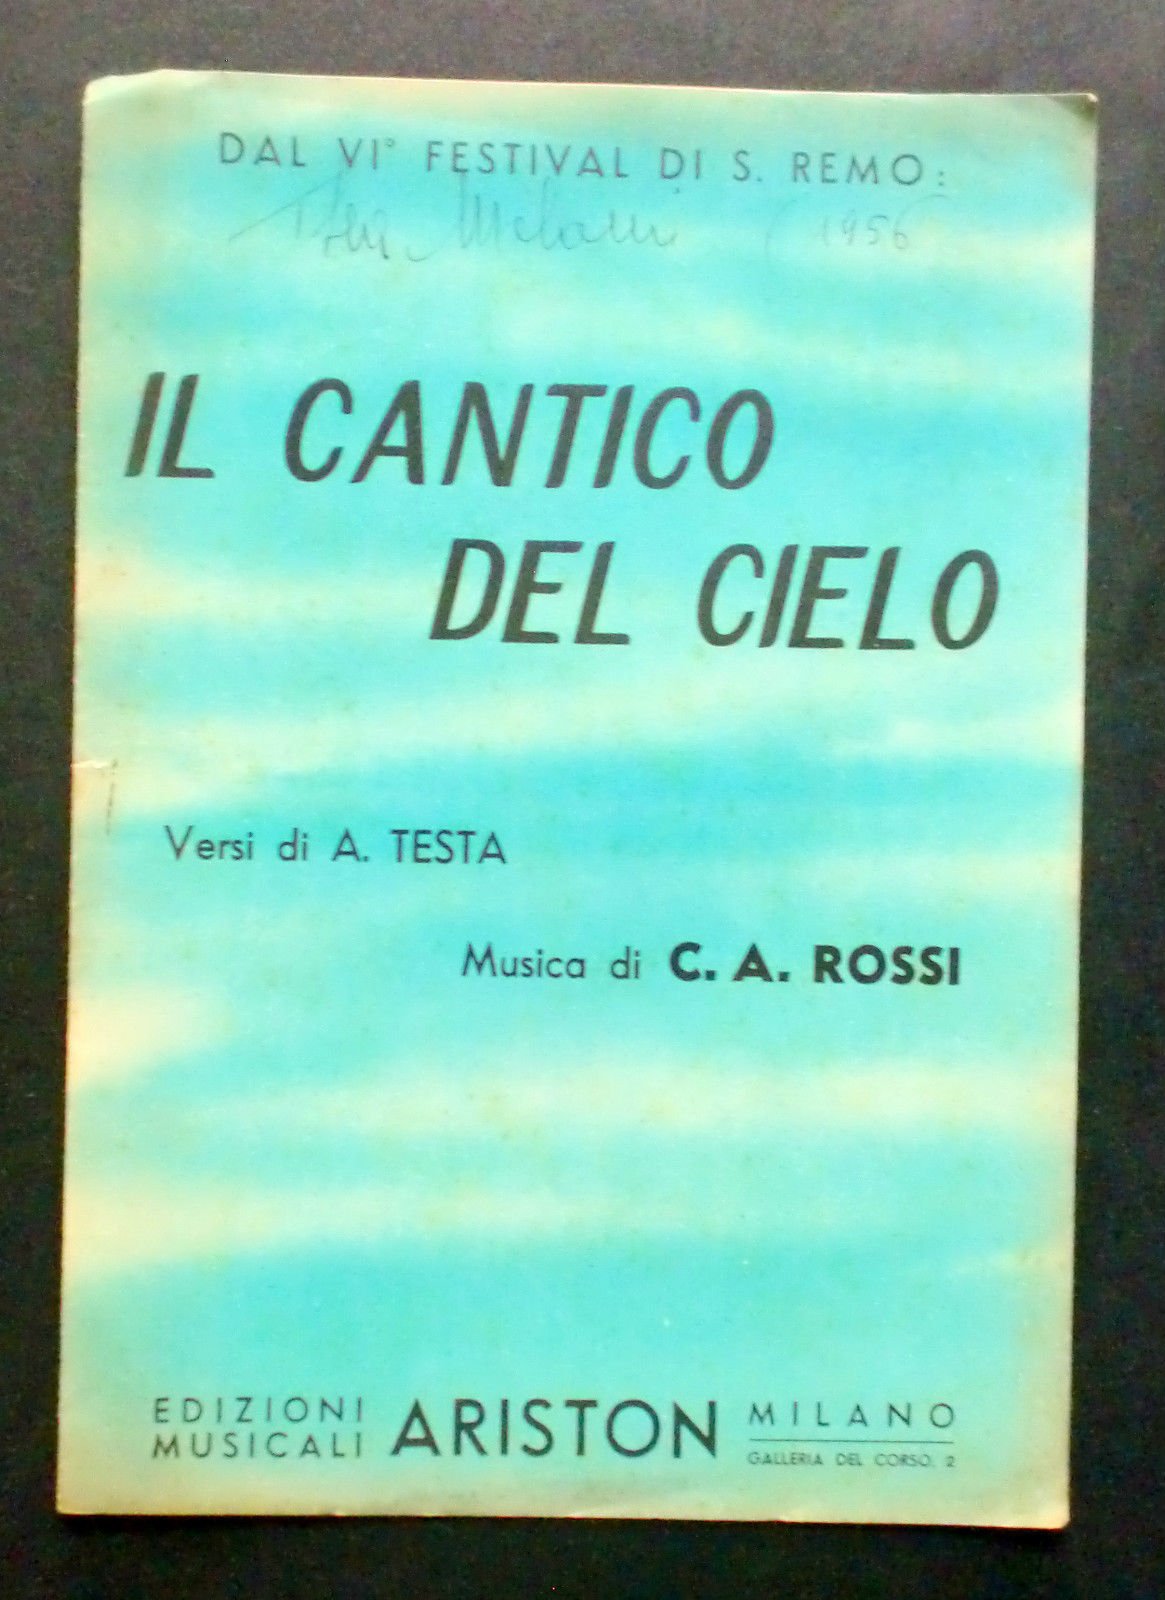 DAL VI° FESTIVAL DI S. REMO:
(1956
IL CANTICO
DEL CIELO
Versi di A. TESTA
Musica di C. A. ROSSI
EDIZIONI
MUSICALI
ARISTON
MILANO
GALLERIA DEL CORSO, 2